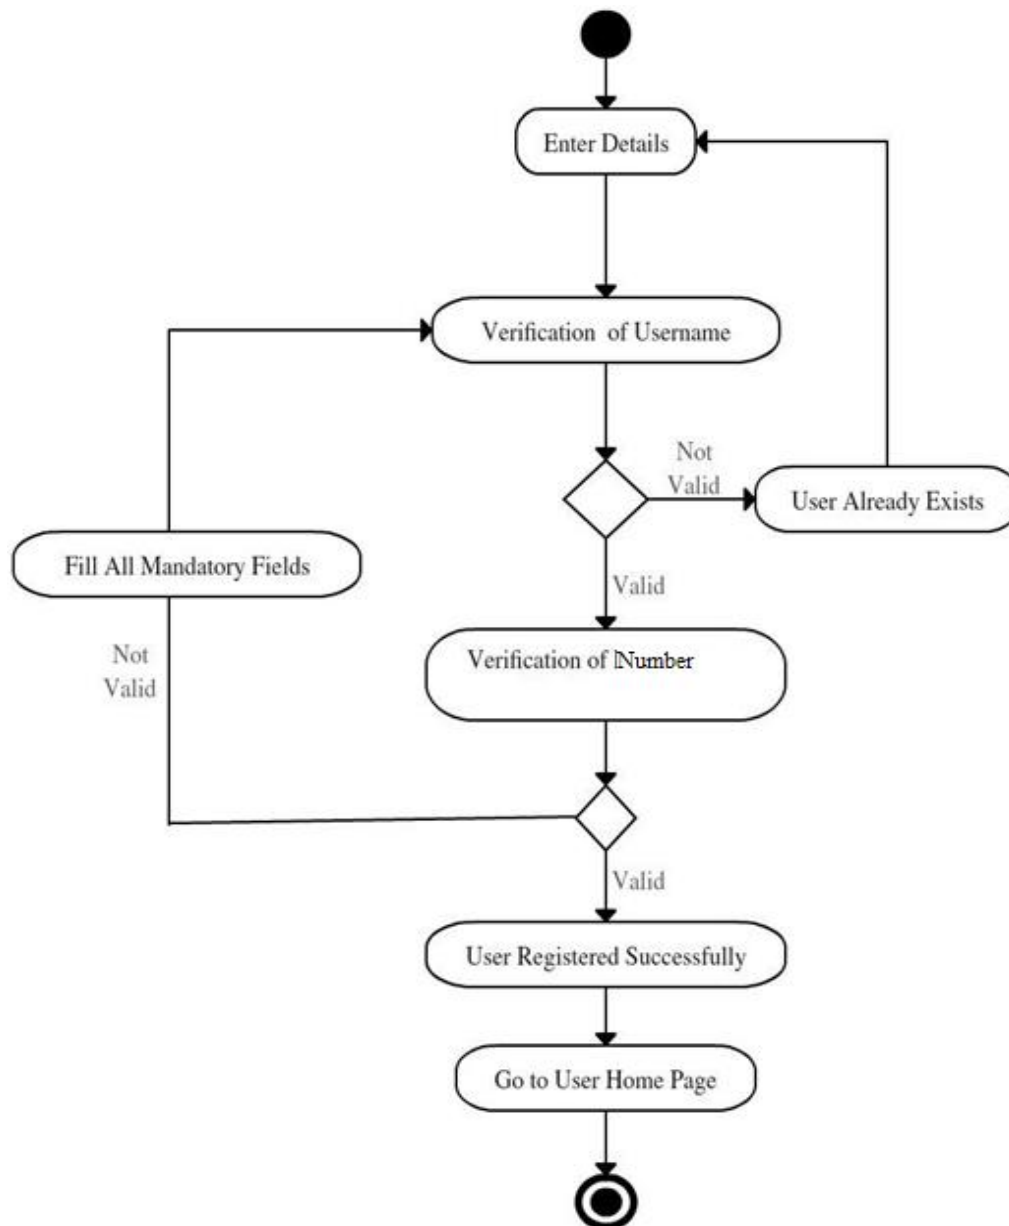 Enter Details
Verification of Username
Not
Valid
User Already Exists
Fill All Mandatory Fields
Valid
Not
Valid
Verification of Number
Valid
User Registered Successfully
Go to User Home Page